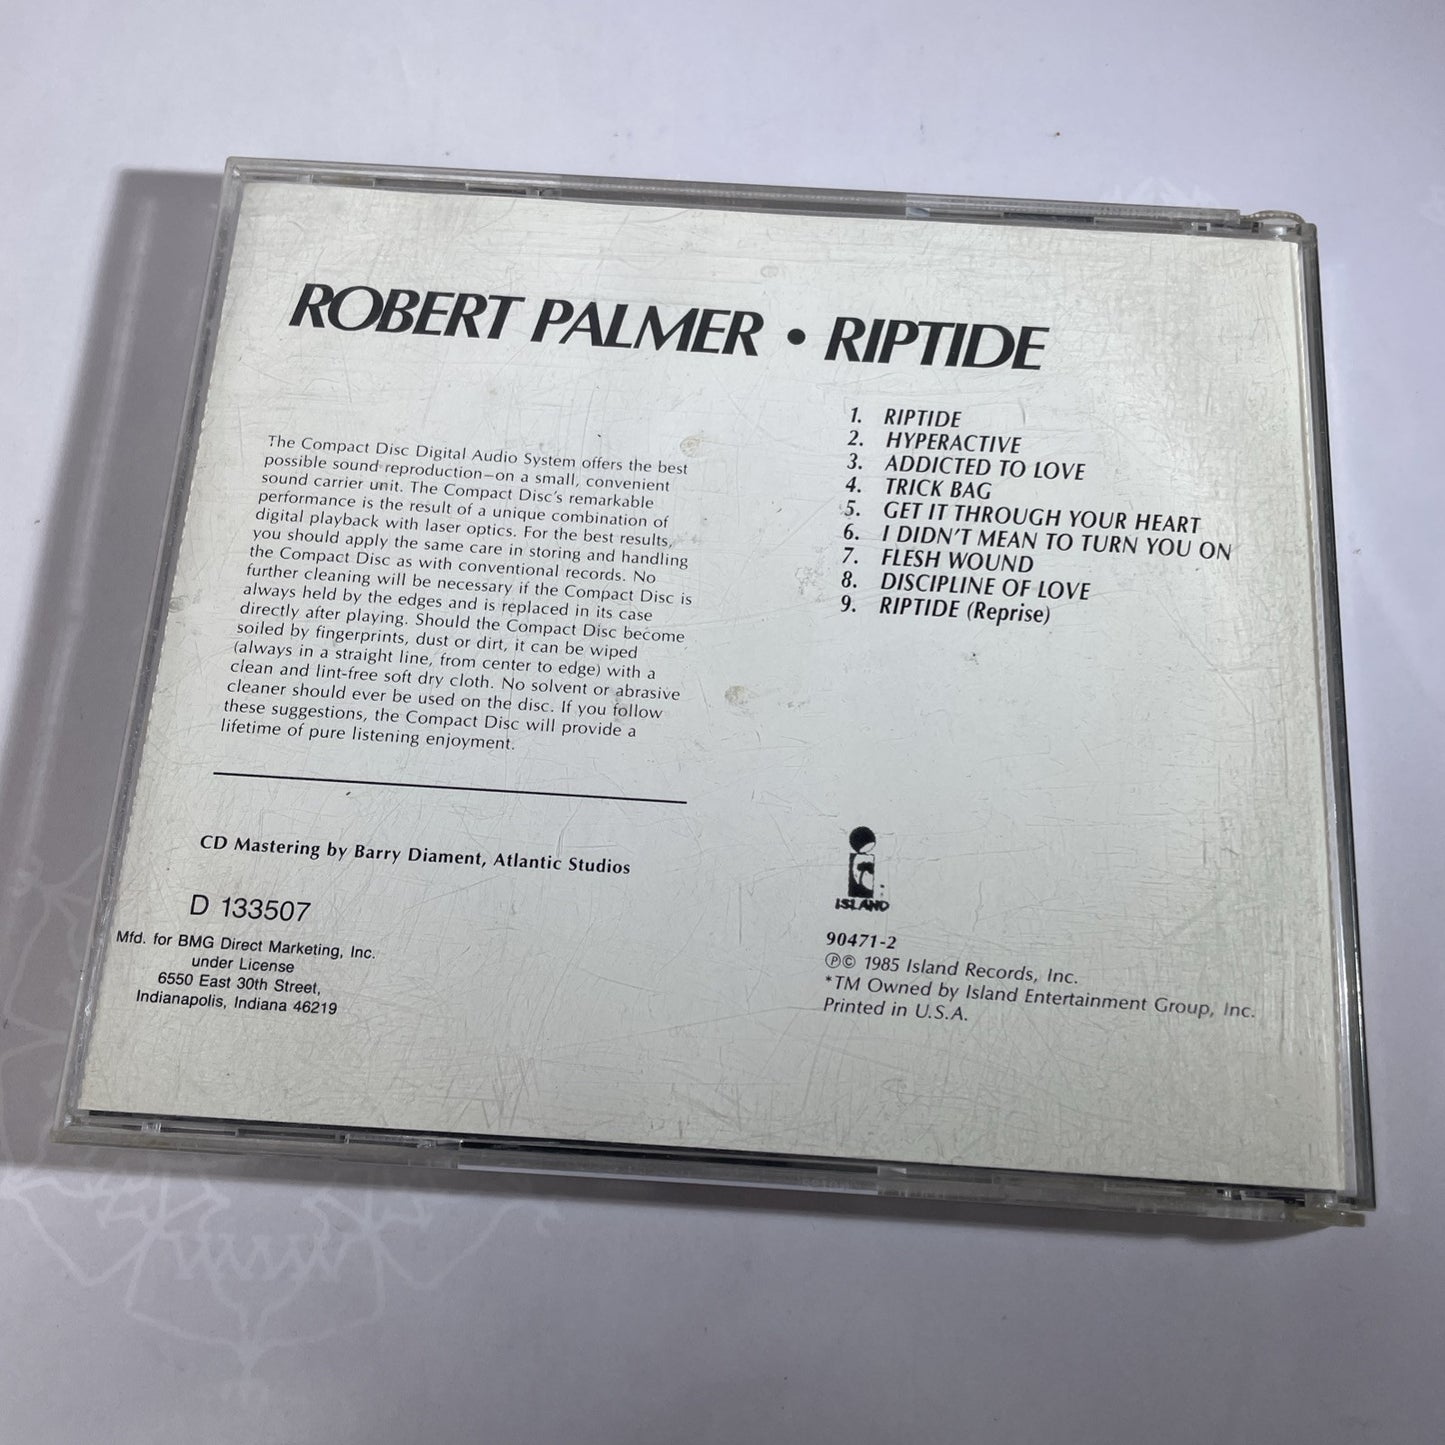 ROBERT PALMER • RIPTIDE
The Compact Disc Digital Audio System offers the best
possible sound reproduction—on a small, convenient
sound carrier unit. The Compact Disc's remarkable
performance is the result of a unique combination of
digital playback with laser optics. For the best results,
you should apply the same care in storing and handling
the Compact Disc as with conventional records. No
further cleaning will be necessary if the Compact Disc is
always held by the edges and is replaced in its case
directly after playing. Should the Compact Disc become
soiled by fingerprints, dust or dirt, it can be wiped
(always in a straight line, from center to edge) with a
clean and lint-free soft dry cloth. No solvent or abrasive
cleaner should ever be used on the disc. If you follow
these suggestions, the Compact Disc will provide a
lifetime of pure listening enjoyment.
CD Mastering by Barry Diament, Atlantic Studios
D 133507
Mfd. for BMG Direct Marketing, Inc.
under License
6550 East 30th Street,
Indianapolis, Indiana 46219
1. RIPTIDE
2. HYPERACTIVE
3. ADDICTED TO LOVE
4. TRICK BAG
5. GET IT THROUGH YOUR HEART
6. I DIDN'T MEAN TO TURN YOU ON
7. FLESH WOUND
8. DISCIPLINE OF LOVE
9. RIPTIDE (Reprise)
ISLAND
90471-2
℗© 1985 Island Records, Inc.
*TM Owned by Island Entertainment Group, Inc.
Printed in U.S.A.